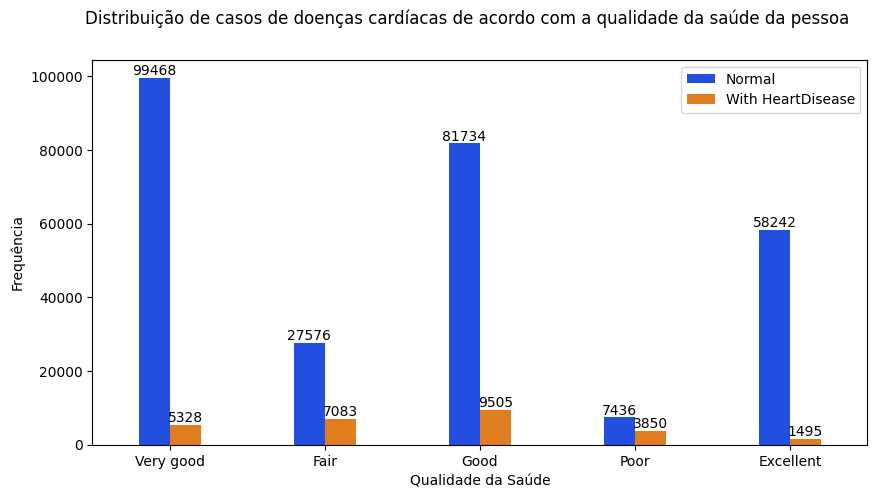 Distribuição de casos de doenças cardíacas de acordo com a qualidade da saúde da pessoa
Normal
With HeartDisease
Frequência
100000
80000
60000
40000
20000
0
99468
5328
27576
7083
81734
9505
7436
3850
58242
1495
Very good Fair Good Poor Excellent
Qualidade da Saúde